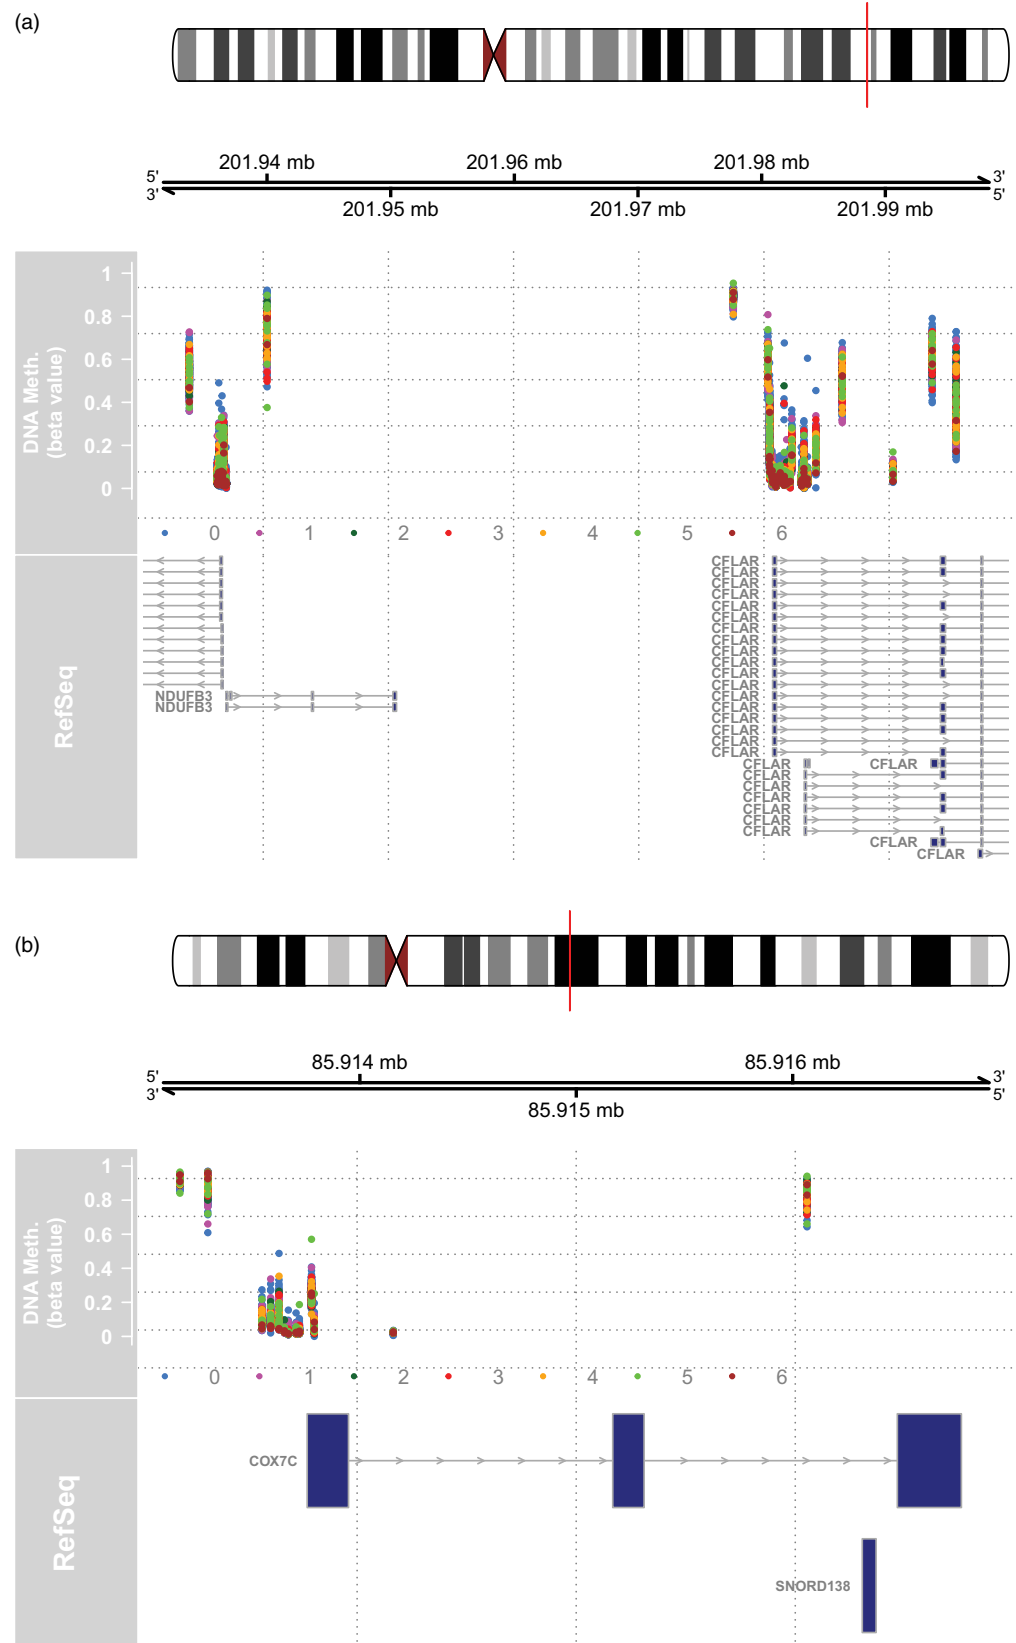 (a)
201.94 mb 201.96 mb 201.98 mb
5' 3'
3' 5'
201.95 mb 201.97 mb 201.99 mb
DNA Meth.
(beta value)
1
0.8
0.6
0.4
0.2
0
0 1 2 3 4 5 6
RefSeq
CFLAR
CFLAR
CFLAR
CFLAR
CFLAR
CFLAR
CFLAR
CFLAR
CFLAR
CFLAR
CFLAR
CFLAR
NDUFB3
CFLAR
NDUFB3
CFLAR
CFLAR
CFLAR
CFLAR
CFLAR
CFLAR CFLAR
CFLAR
CFLAR
CFLAR
CFLAR
CFLAR
CFLAR
CFLAR
CFLAR
(b)
85.914 mb 85.916 mb
5' 3'
3' 5'
85.915 mb
DNA Meth.
(beta value)
1
0.8
0.6
0.4
0.2
0
0 1 2 3 4 5 6
RefSeq
COX7C
SNORD138